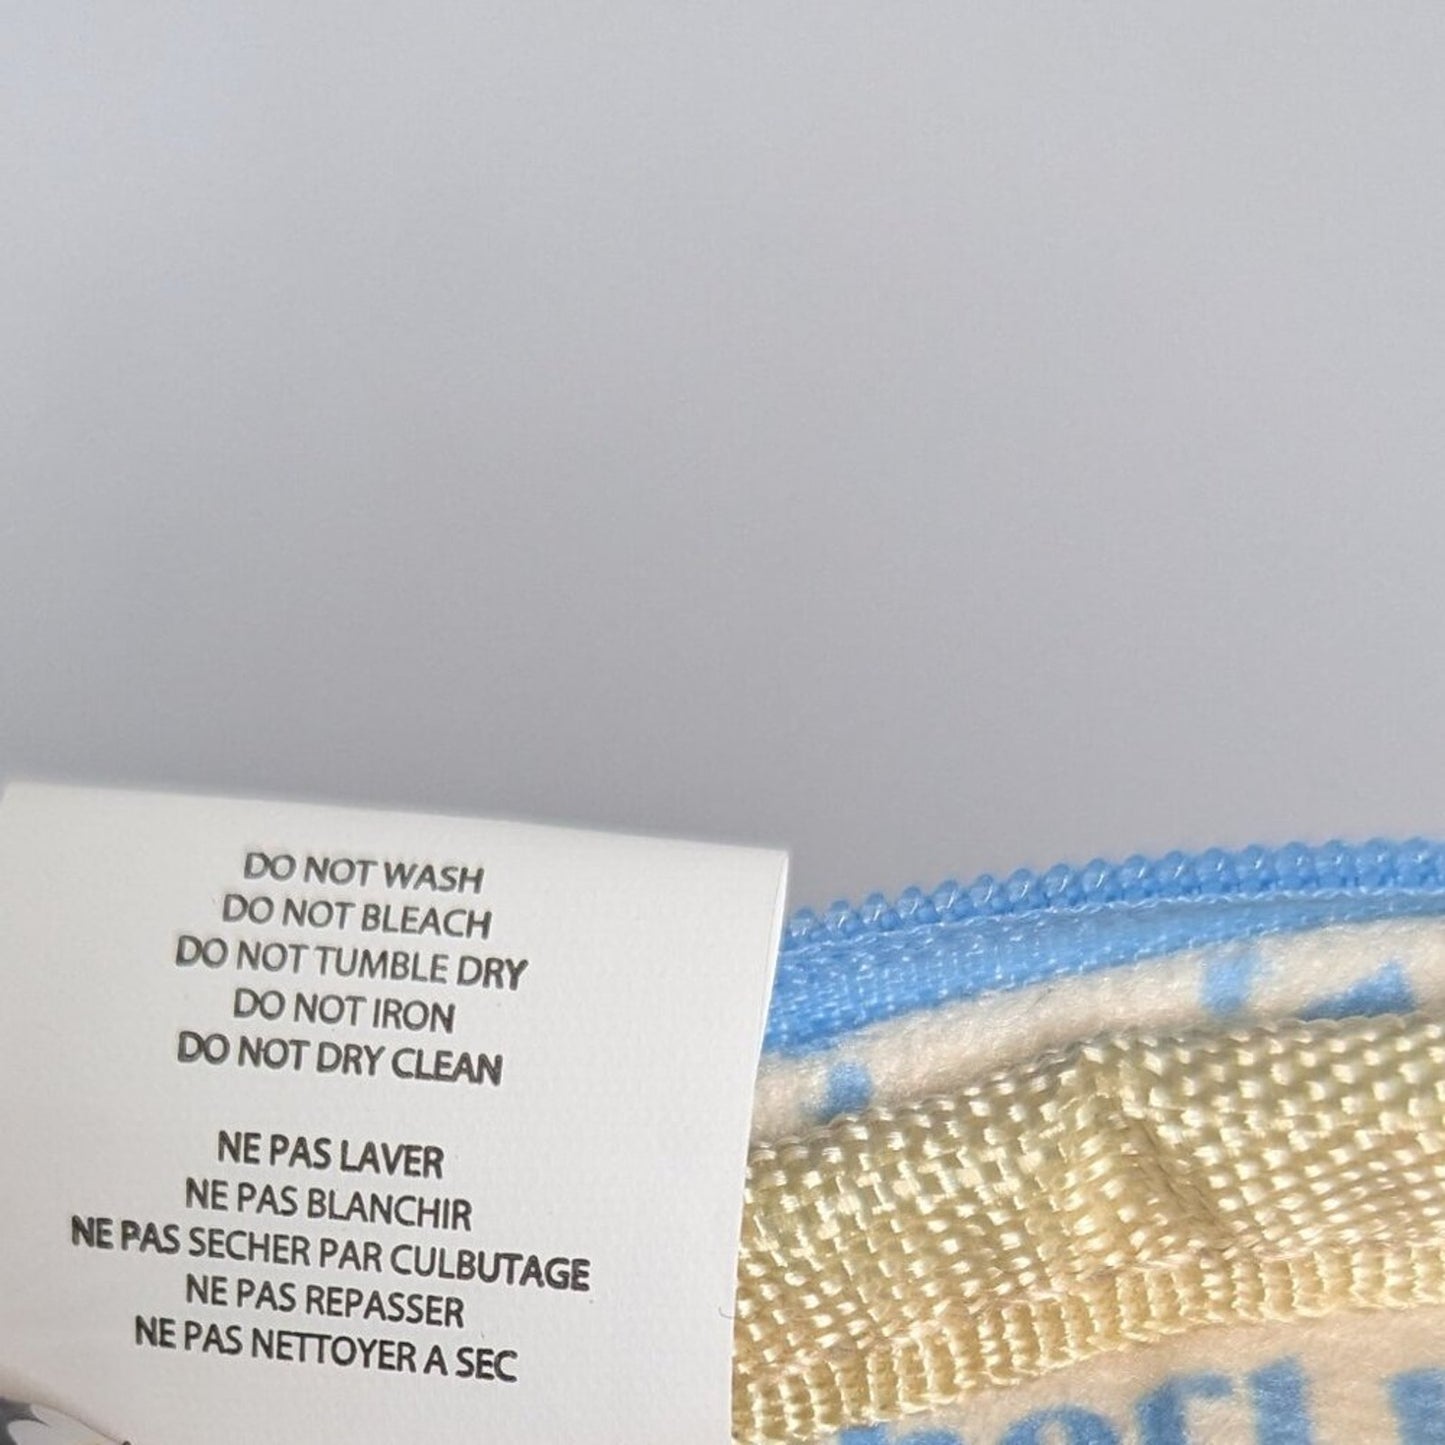 DO NOT WASH
DO NOT BLEACH
DO NOT TUMBLE DRY
DO NOT IRON
DO NOT DRY CLEAN
NE PAS LAVER
NE PAS BLANCHIR
NE PAS SECHER PAR CULBUTAGE
NE PAS REPASSER
NE PAS NETTOYER A SEC